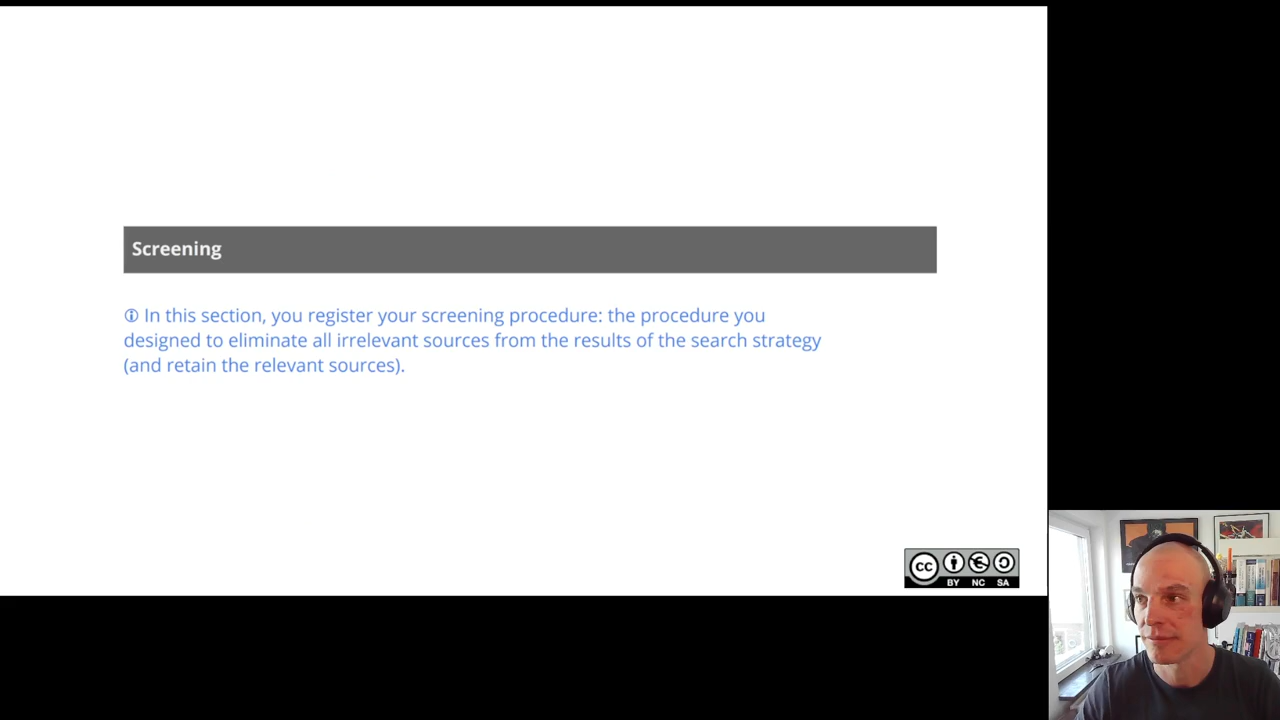 Screening
🛈 In this section, you register your screening procedure: the procedure you
designed to eliminate all irrelevant sources from the results of the search strategy
(and retain the relevant sources).
cc
BY NC SA